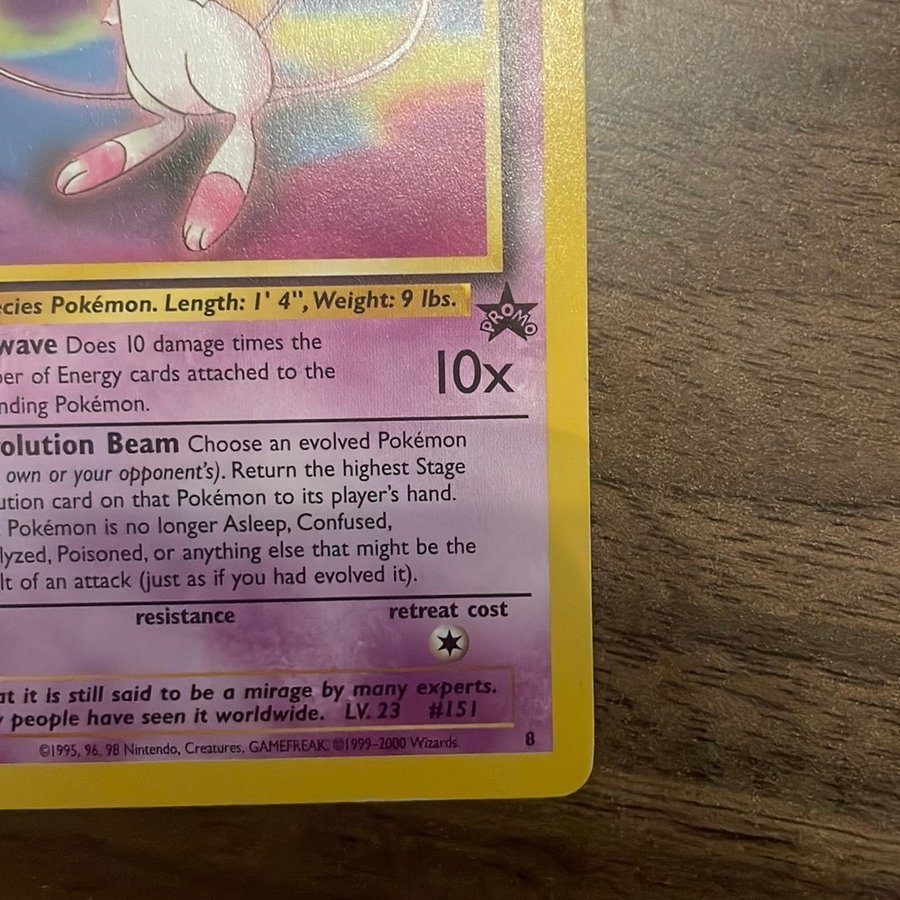 cies Pokémon. Length: 1' 4", Weight: 9 lbs.
PROMO
wave Does 10 damage times the
er of Energy cards attached to the
nding Pokémon.
10x
olution Beam Choose an evolved Pokémon
own or your opponent's). Return the highest Stage
ution card on that Pokémon to its player's hand.
Pokémon is no longer Asleep, Confused,
lyzed, Poisoned, or anything else that might be the
lt of an attack (just as if you had evolved it).
resistance
retreat cost
at it is still said to be a mirage by many experts.
y people have seen it worldwide. LV. 23 #151
©1995, 96, 98 Nintendo, Creatures, GAMEFREAK. ©1999-2000 Wizards.
8